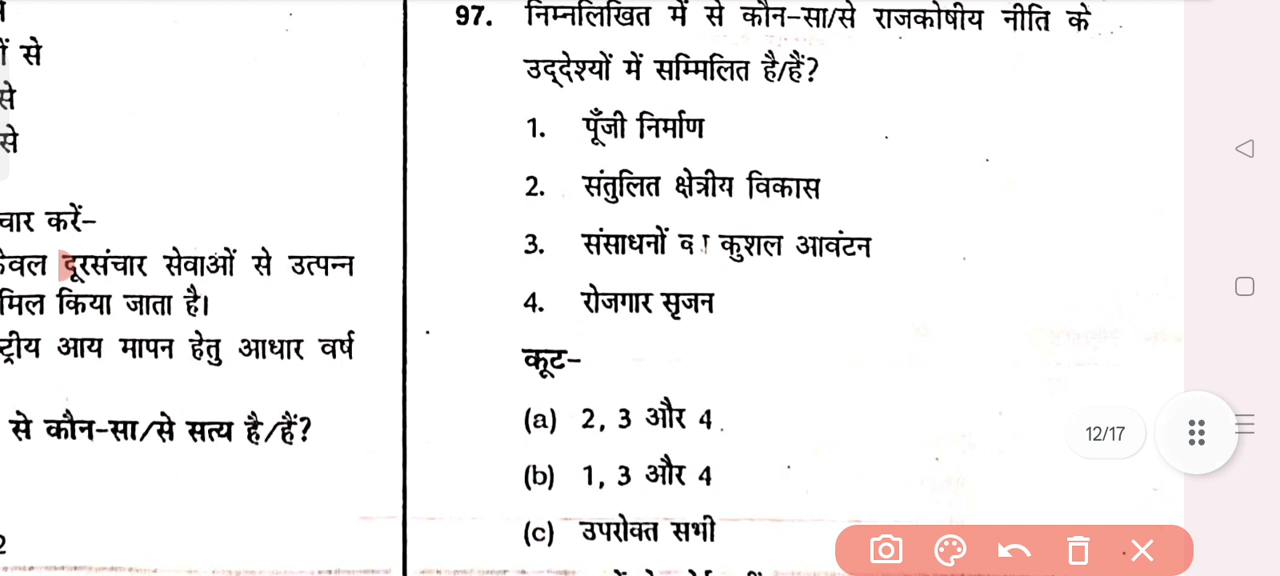 ों से
से
से
चार करें–
केवल दूरसंचार सेवाओं से उत्पन्न
मिल किया जाता है।
ट्रीय आय मापन हेतु आधार वर्ष
से कौन-सा/से सत्य है/हैं?
2
97. निम्नलिखित में से कौन-सा/से राजकोषीय नीति के
उद्देश्यों में सम्मिलित है/हैं?
1. पूँजी निर्माण
2. संतुलित क्षेत्रीय विकास
3. संसाधनों का कुशल आवंटन
4. रोजगार सृजन
कूट–
(a) 2, 3 और 4
(b) 1, 3 और 4
(c) उपरोक्त सभी
12/17